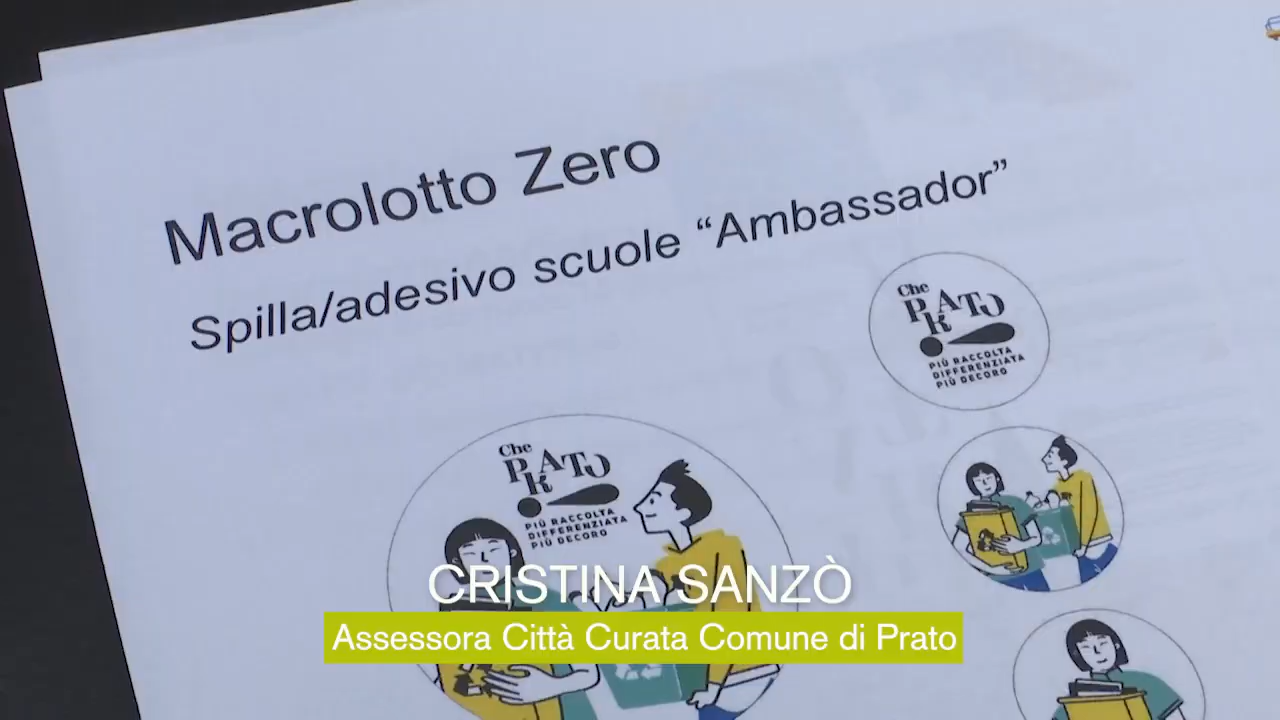 Macrolotto Zero
Spilla/adesivo scuole “Ambassador”
Che
PRATO
PIÙ RACCOLTA
DIFFERENZIATA
PIÙ DECORO
Che
PRATO
PIÙ RACCOLTA
DIFFERENZIATA
PIÙ DECORO
CRISTINA SANZÒ
Assessora Città Curata Comune di Prato